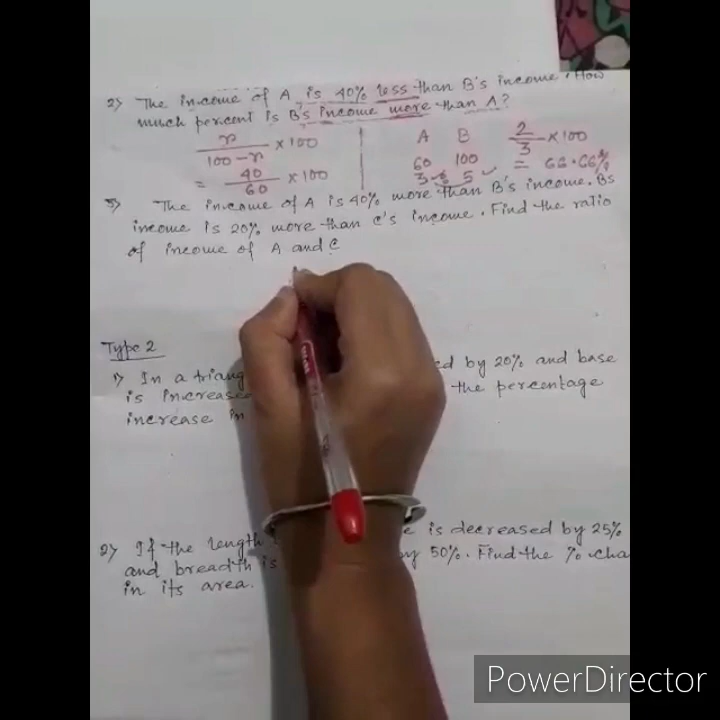 2) The income of A is 40% less than B's income. How
much percent is B's income more than A?
r / 100-r × 100
= 40/60 × 100
A B
60 100
3 5
2/3 × 100
= 66.66%
3) The income of A is 40% more than B's income. Bs
income is 20% more than C's income. Find the ratio
of income of A and C
Type 2
1) In a triang ed by 20% and base
is increased the percentage
increase in
2) If the length e is decreased by 25%
and breadth is by 50%. Find the % cha
in its area.
PowerDirector